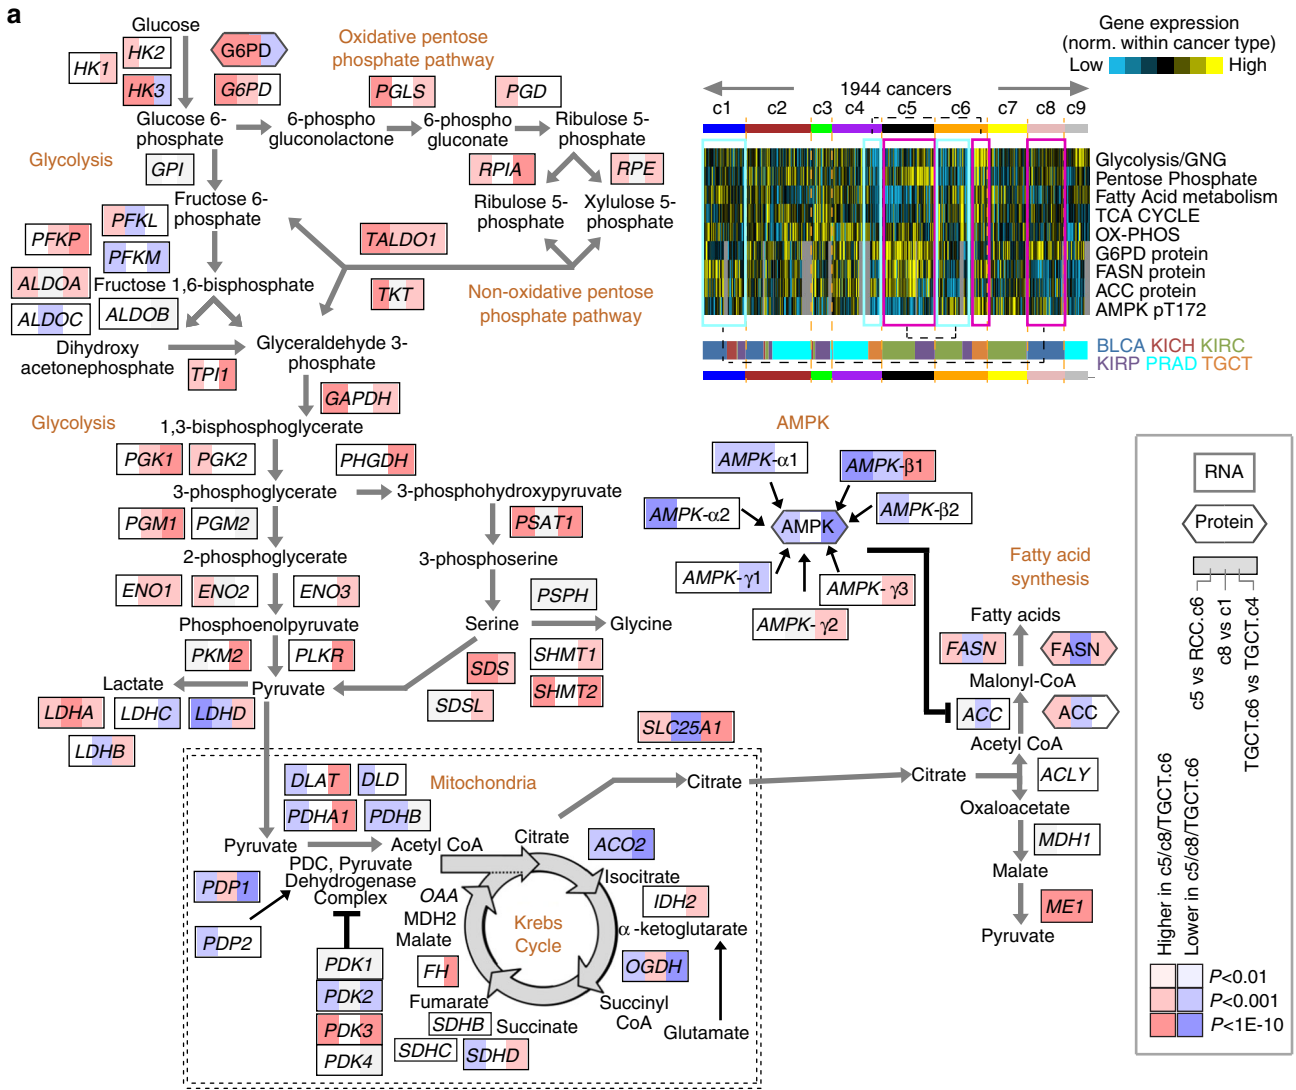 a
Glucose
HK1
HK2
HK3
G6PD
G6PD
Oxidative pentose
phosphate pathway
PGLS
PGD
Glucose 6-
phosphate
6-phospho
gluconolactone
6-phospho
gluconate
Ribulose 5-
phosphate
Glycolysis
GPI
RPIA
RPE
Fructose 6-
phosphate
Ribulose 5-
phosphate
Xylulose 5-
phosphate
PFKL
PFKP
PFKM
TALDO1
ALDOA
Fructose 1,6-bisphosphate
TKT
Non-oxidative pentose
phosphate pathway
ALDOC
ALDOB
Dihydroxy
acetonephosphate
Glyceraldehyde 3-
phosphate
TPI1
GAPDH
Glycolysis
1,3-bisphosphoglycerate
PGK1
PGK2
PHGDH
3-phosphoglycerate
3-phosphohydroxypyruvate
PGM1
PGM2
PSAT1
2-phosphoglycerate
3-phosphoserine
ENO1
ENO2
ENO3
PSPH
Phosphoenolpyruvate
Serine
Glycine
PKM2
PLKR
SHMT1
SDS
SHMT2
Lactate
Pyruvate
SDSL
LDHA
LDHC
LDHD
LDHB
SLC25A1
Mitochondria
DLAT
DLD
Citrate
PDHA1
PDHB
Pyruvate
Acetyl CoA
Citrate
ACO2
PDC, Pyruvate
Dehydrogenase
Complex
PDP1
OAA
Isocitrate
IDH2
MDH2
Krebs
Cycle
α -ketoglutarate
PDP2
Malate
PDK1
FH
OGDH
PDK2
Fumarate
Succinyl
CoA
PDK3
SDHB
Succinate
Glutamate
PDK4
SDHC
SDHD
Gene expression
(norm. within cancer type)
Low
High
1944 cancers
c1
c2
c3
c4
c5
c6
c7
c8
c9
Glycolysis/GNG
Pentose Phosphate
Fatty Acid metabolism
TCA CYCLE
OX-PHOS
G6PD protein
FASN protein
ACC protein
AMPK pT172
BLCA KICH KIRC
KIRP PRAD TGCT
AMPK
AMPK-α1
AMPK-β1
AMPK-α2
AMPK
AMPK-β2
AMPK-γ1
AMPK- γ3
AMPK- γ2
Fatty acid
synthesis
Fatty acids
FASN
FASN
Malonyl-CoA
ACC
ACC
Acetyl CoA
Citrate
ACLY
Oxaloacetate
MDH1
Malate
ME1
Pyruvate
RNA
Protein
c5 vs RCC.c6
c8 vs c1
TGCT.c6 vs TGCT.c4
Higher in c5/c8/TGCT.c6
Lower in c5/c8/TGCT.c6
P<0.01
P<0.001
P<1E-10